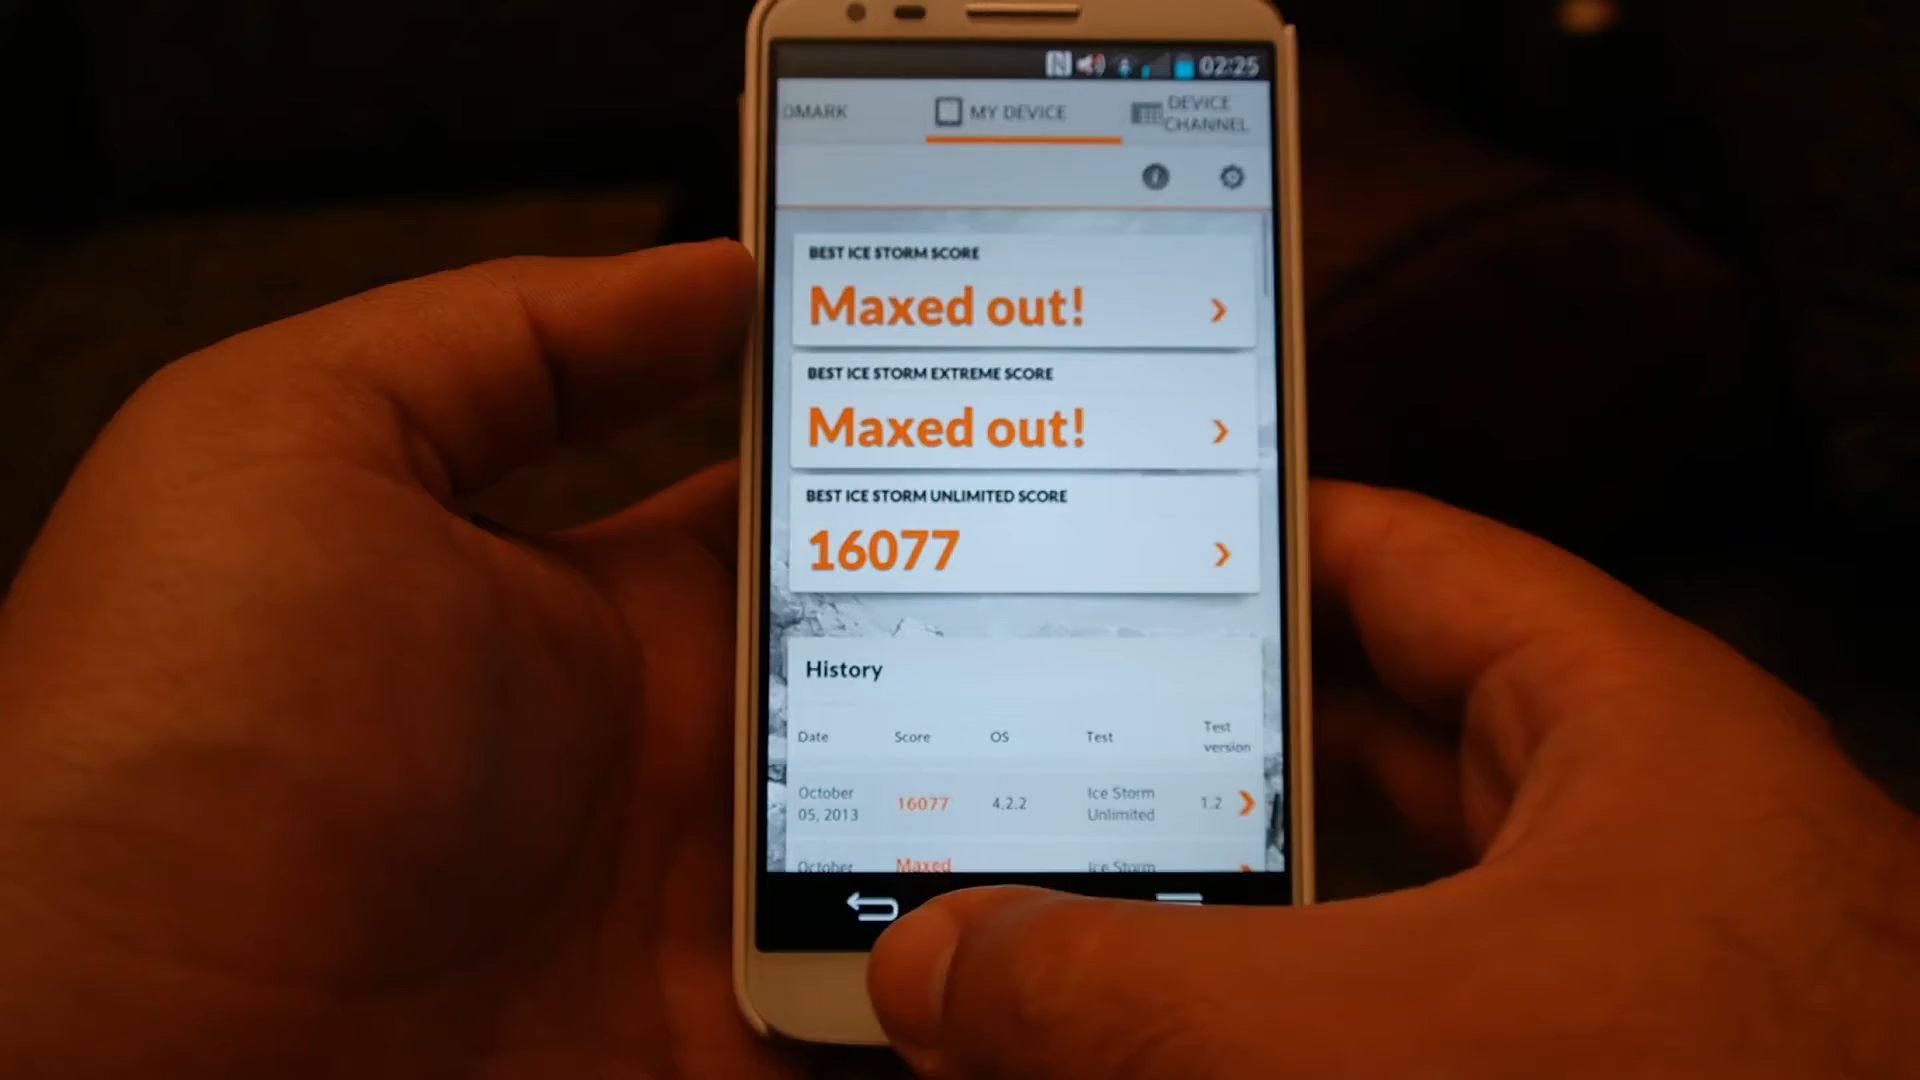 02:25
DMARK
MY DEVICE
DEVICE
CHANNEL
BEST ICE STORM SCORE
Maxed out!
BEST ICE STORM EXTREME SCORE
Maxed out!
BEST ICE STORM UNLIMITED SCORE
16077
History
Date Score OS Test Test version
October 05, 2013 16077 4.2.2 Ice Storm Unlimited 1.2
October Maxed Ice Storm